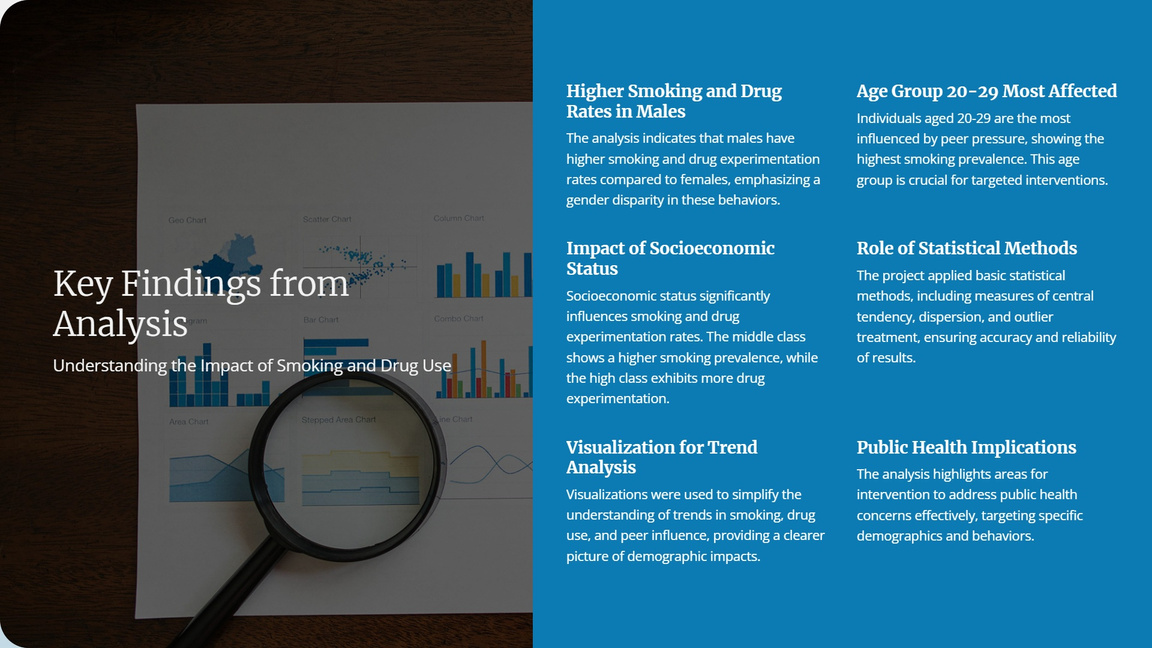 Key Findings from
Analysis
Understanding the Impact of Smoking and Drug Use
Geo Chart
Scatter Chart
Column Chart
Bar Chart
Combo Chart
Area Chart
Stepped Area Chart
Line Chart
Higher Smoking and Drug
Rates in Males
The analysis indicates that males have
higher smoking and drug experimentation
rates compared to females, emphasizing a
gender disparity in these behaviors.
Age Group 20-29 Most Affected
Individuals aged 20-29 are the most
influenced by peer pressure, showing the
highest smoking prevalence. This age
group is crucial for targeted interventions.
Impact of Socioeconomic
Status
Socioeconomic status significantly
influences smoking and drug
experimentation rates. The middle class
shows a higher smoking prevalence, while
the high class exhibits more drug
experimentation.
Role of Statistical Methods
The project applied basic statistical
methods, including measures of central
tendency, dispersion, and outlier
treatment, ensuring accuracy and reliability
of results.
Visualization for Trend
Analysis
Visualizations were used to simplify the
understanding of trends in smoking, drug
use, and peer influence, providing a clearer
picture of demographic impacts.
Public Health Implications
The analysis highlights areas for
intervention to address public health
concerns effectively, targeting specific
demographics and behaviors.